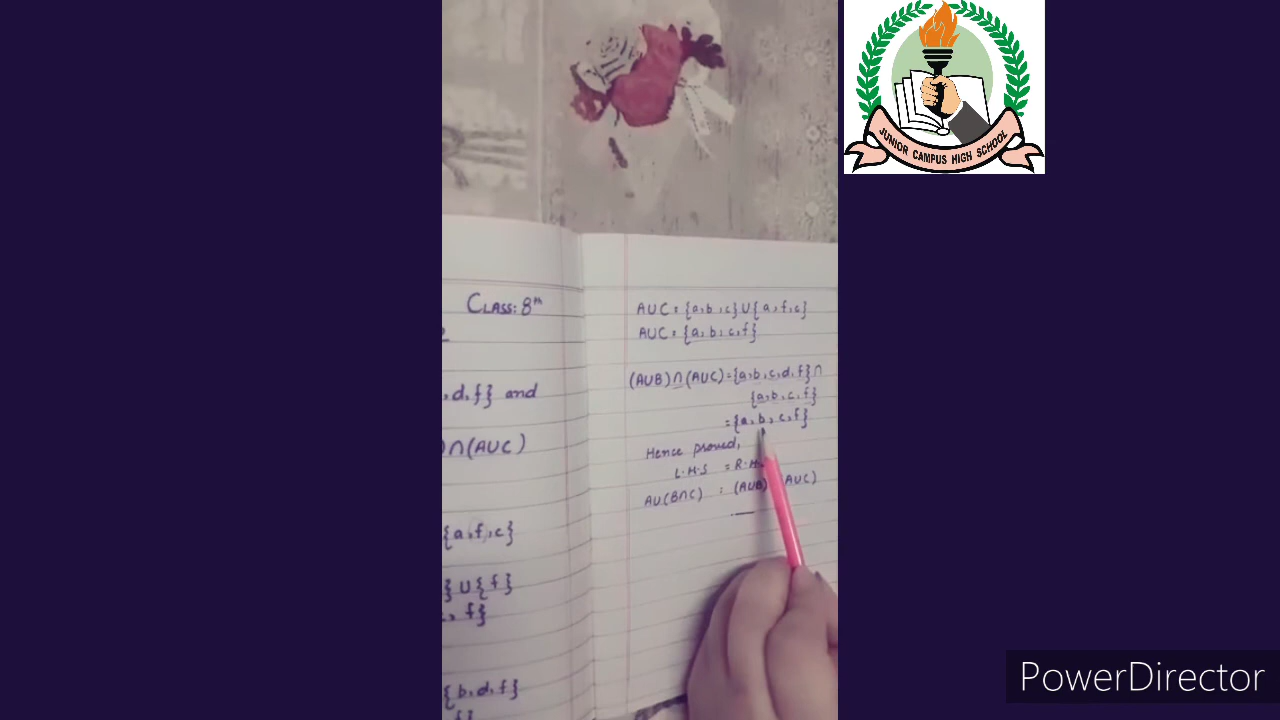 JUNIOR CAMPUS HIGH SCHOOL
CLASS: 8th
,d,f} and
)∩(AUC)
{a,f,c}
} U {f}
, f}
{b,d,f}
f}
AUC = {a,b,c} U {a,f,c}
AUC = {a,b,c,f}
(AUB)∩(AUC) = {a,b,c,d,f} ∩
{a,b,c,f}
= {a,b,c,f}
Hence proved,
L.H.S = R.H.
AU(B∩C) = (AUB) (AUC)
PowerDirector